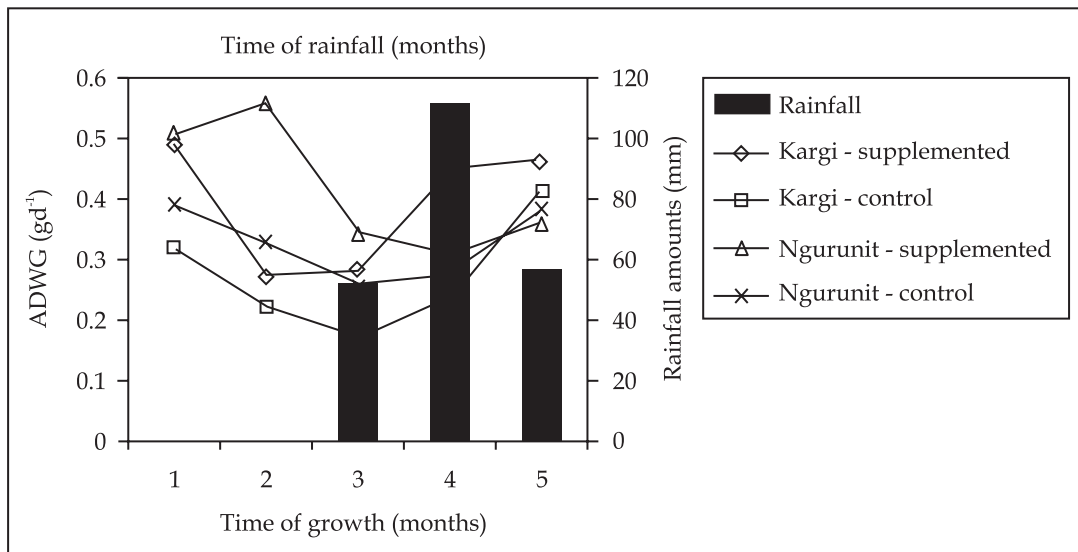 Time of rainfall (months)
0.6
0.5
0.4
0.3
0.2
0.1
0
ADWG (gd⁻¹)
120
100
80
60
40
20
0
Rainfall amounts (mm)
1 2 3 4 5
Time of growth (months)
Rainfall
Kargi - supplemented
Kargi - control
Ngurunit - supplemented
Ngurunit - control